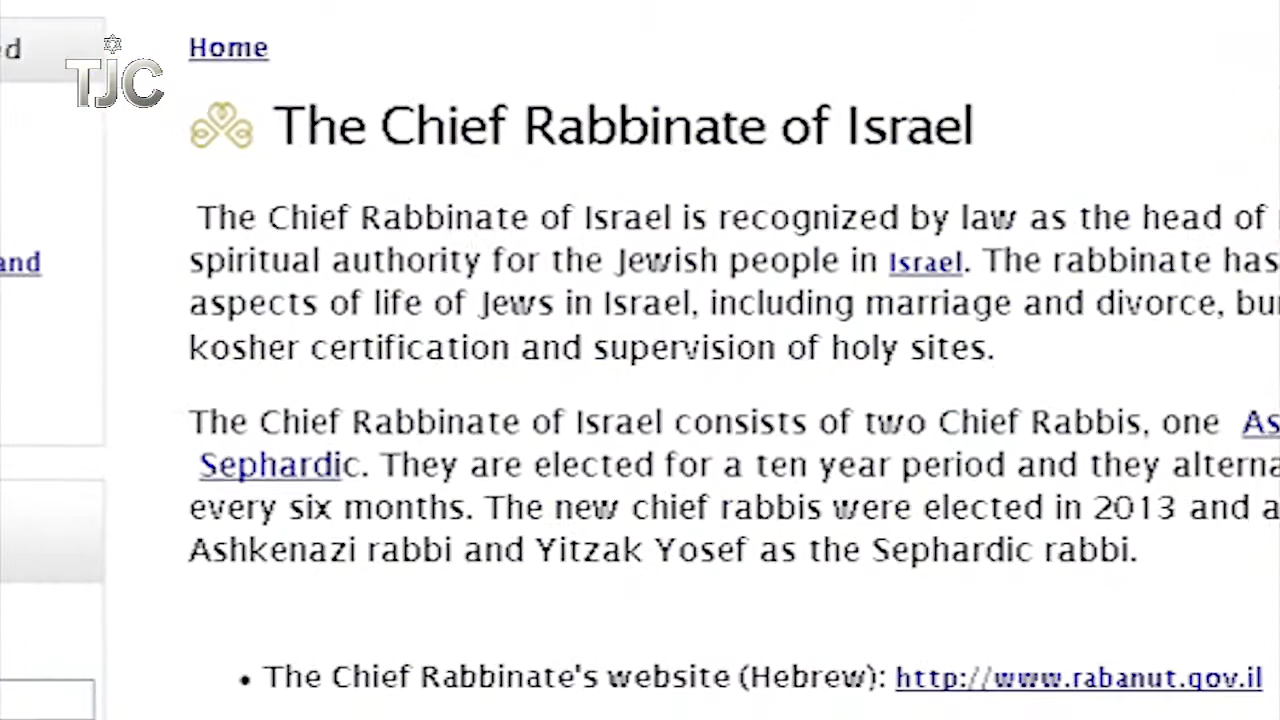 ed
TJC
Home
The Chief Rabbinate of Israel
The Chief Rabbinate of Israel is recognized by law as the head of
spiritual authority for the Jewish people in Israel. The rabbinate has
and
aspects of life of Jews in Israel, including marriage and divorce, bu
kosher certification and supervision of holy sites.
The Chief Rabbinate of Israel consists of two Chief Rabbis, one As
Sephardic. They are elected for a ten year period and they alterna
every six months. The new chief rabbis were elected in 2013 and a
Ashkenazi rabbi and Yitzak Yosef as the Sephardic rabbi.
• The Chief Rabbinate's website (Hebrew): http://www.rabanut.gov.il